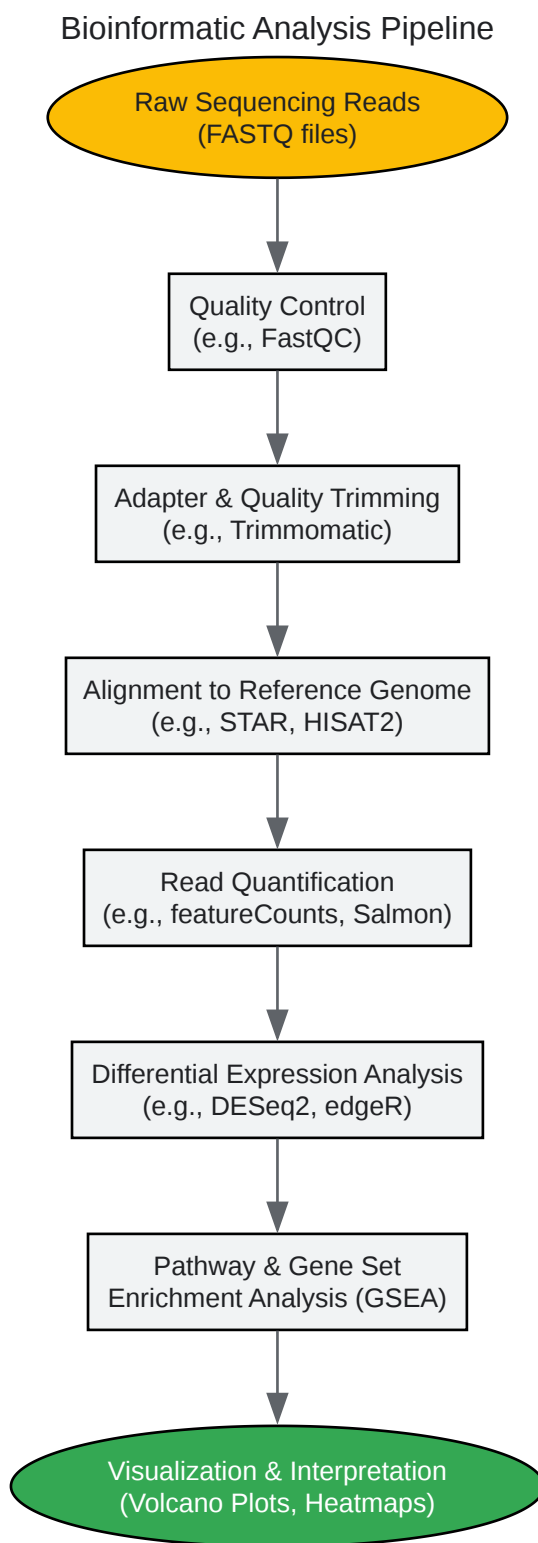 Bioinformatic Analysis Pipeline
Raw Sequencing Reads
(FASTQ files)
Quality Control
(e.g., FastQC)
Adapter & Quality Trimming
(e.g., Trimmomatic)
Alignment to Reference Genome
(e.g., STAR, HISAT2)
Read Quantification
(e.g., featureCounts, Salmon)
Differential Expression Analysis
(e.g., DESeq2, edgeR)
Pathway & Gene Set
Enrichment Analysis (GSEA)
Visualization & Interpretation
(Volcano Plots, Heatmaps)